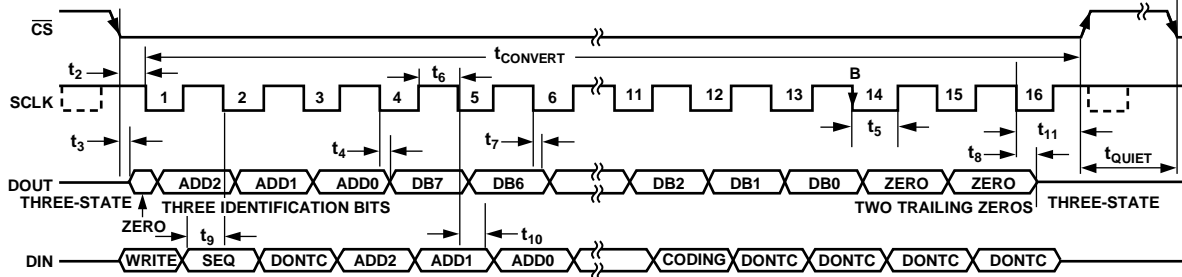 CS
t2
tCONVERT
t6
B
SCLK 1 2 3 4 5 6 11 12 13 14 15 16
t3
t4
t7
t5
t11
t8
tQUIET
DOUT ADD2 ADD1 ADD0 DB7 DB6 DB2 DB1 DB0 ZERO ZERO
THREE-STATE THREE IDENTIFICATION BITS TWO TRAILING ZEROS THREE-STATE
ZERO
t9
t10
DIN WRITE SEQ DONTC ADD2 ADD1 ADD0 CODING DONTC DONTC DONTC DONTC